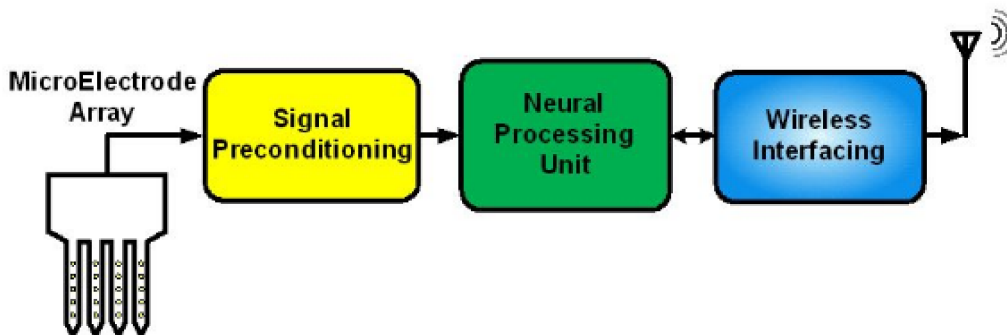 MicroElectrode
Array
Signal
Preconditioning
Neural
Processing
Unit
Wireless
Interfacing